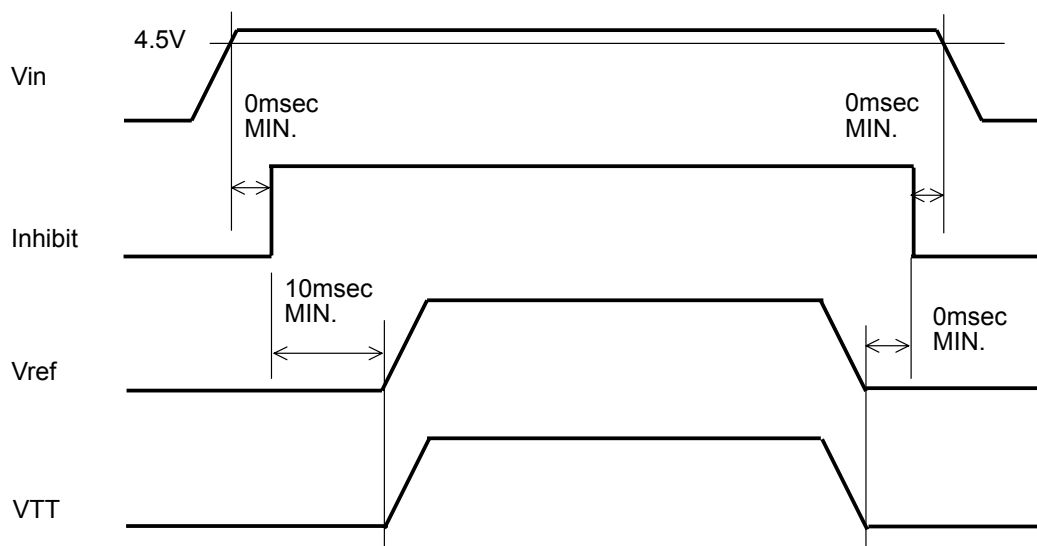 4.5V
Vin
0msec
MIN.
0msec
MIN.
Inhibit
10msec
MIN.
0msec
MIN.
Vref
VTT